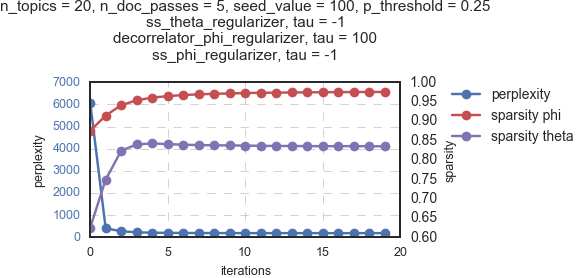 n_topics = 20, n_doc_passes = 5, seed_value = 100, p_threshold = 0.25
ss_theta_regularizer, tau = -1
decorrelator_phi_regularizer, tau = 100
ss_phi_regularizer, tau = -1
7000
6000
5000
4000
3000
2000
1000
0
perplexity
1.00
0.95
0.90
0.85
0.80
0.75
0.70
0.65
0.60
sparsity
perplexity
sparsity phi
sparsity theta
0 5 10 15 20
iterations